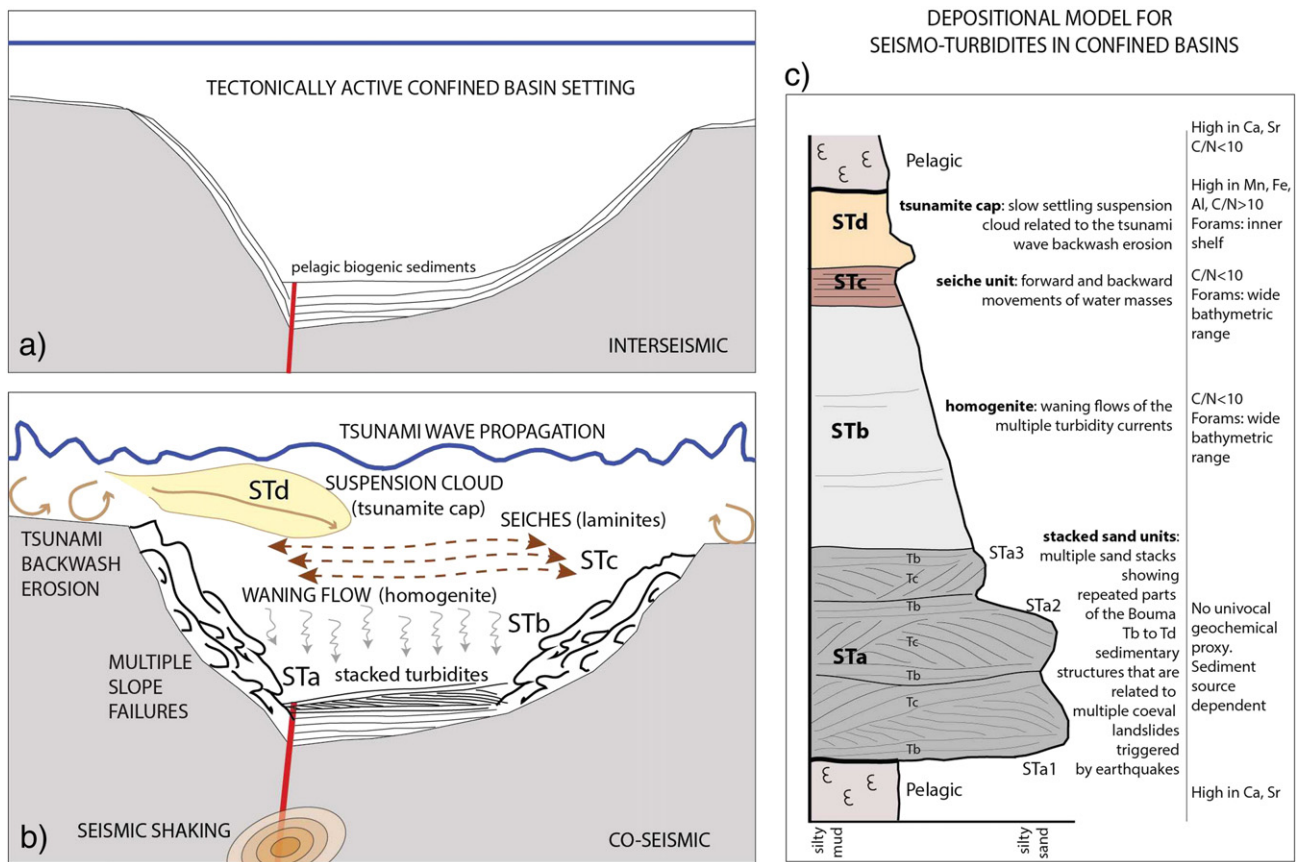 a)
TECTONICALLY ACTIVE CONFINED BASIN SETTING
pelagic biogenic sediments
INTERSEISMIC
b)
TSUNAMI WAVE PROPAGATION
STd
SUSPENSION CLOUD
(tsunamite cap)
SEICHES (laminites)
STc
TSUNAMI
BACKWASH
EROSION
WANING FLOW (homogenite)
STb
STa
stacked turbidites
MULTIPLE
SLOPE
FAILURES
SEISMIC SHAKING
CO-SEISMIC
DEPOSITIONAL MODEL FOR
SEISMO-TURBIDITES IN CONFINED BASINS
c)
Pelagic
High in Ca, Sr
C/N<10
STd
tsunamite cap: slow settling suspension
cloud related to the tsunami
wave backwash erosion
High in Mn, Fe,
Al, C/N>10
Forams: inner
shelf
STc
seiche unit: forward and backward
movements of water masses
C/N<10
Forams: wide
bathymetric
range
STb
homogenite: waning flows of the
multiple turbidity currents
C/N<10
Forams: wide
bathymetric
range
STa
Tb
Tc
Tb
Tc
Tb
Tc
Tb
STa3
STa2
STa1
stacked sand units:
multiple sand stacks
showing
repeated parts
of the Bouma
Tb to Td
sedimentary
structures that are
related to
multiple coeval
landslides
triggered
by earthquakes
No univocal
geochemical
proxy.
Sediment
source
dependent
Pelagic
High in Ca, Sr
silty
mud
silty
sand